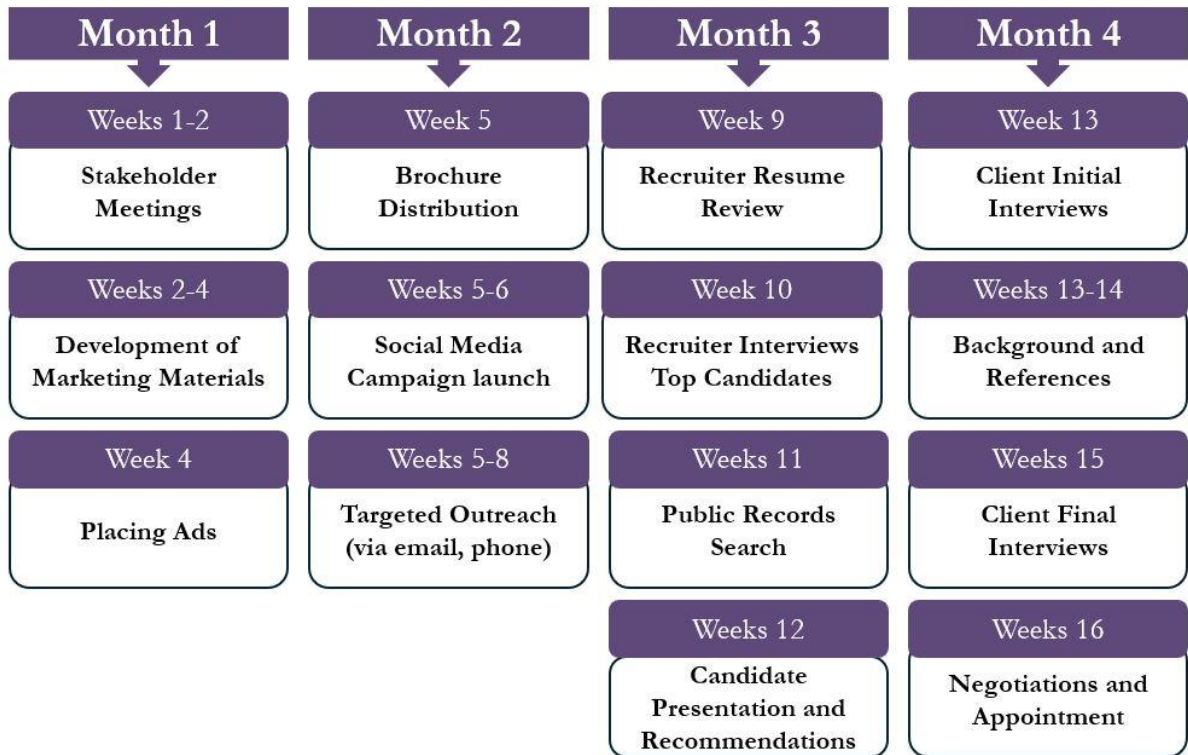 Month 1
Weeks 1-2
Stakeholder
Meetings
Weeks 2-4
Development of
Marketing Materials
Week 4
Placing Ads
Month 2
Week 5
Brochure
Distribution
Weeks 5-6
Social Media
Campaign launch
Weeks 5-8
Targeted Outreach
(via email, phone)
Month 3
Week 9
Recruiter Resume
Review
Week 10
Recruiter Interviews
Top Candidates
Weeks 11
Public Records
Search
Weeks 12
Candidate
Presentation and
Recommendations
Month 4
Week 13
Client Initial
Interviews
Weeks 13-14
Background and
References
Weeks 15
Client Final
Interviews
Weeks 16
Negotiations and
Appointment